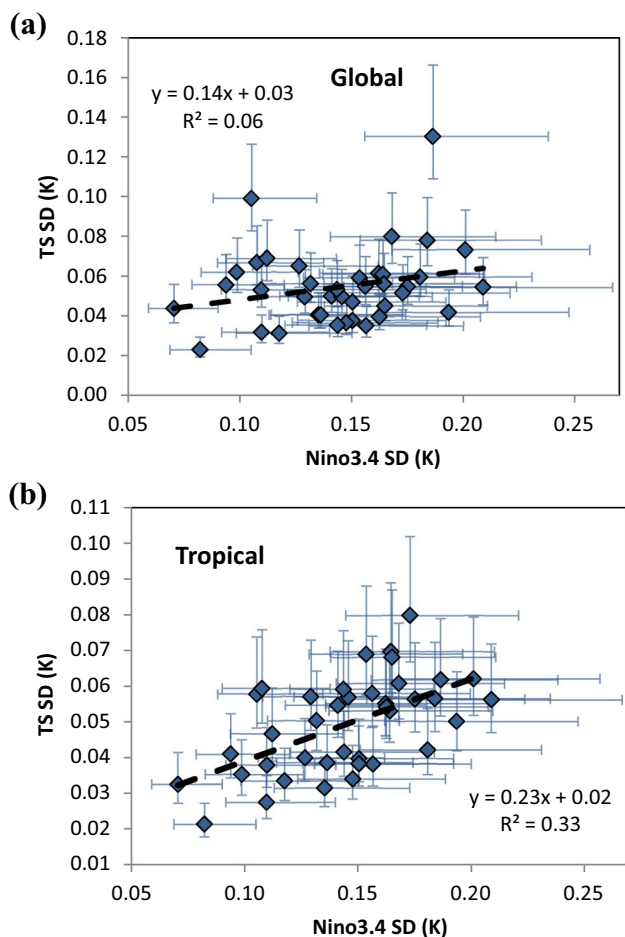 (a)
0.18
0.16
0.14
0.12
0.10
0.08
0.06
0.04
0.02
0.00
TS SD (K)
Global
y = 0.14x + 0.03
R² = 0.06
0.05 0.10 0.15 0.20 0.25
Nino3.4 SD (K)
(b)
0.11
0.10
0.09
0.08
0.07
0.06
0.05
0.04
0.03
0.02
0.01
TS SD (K)
Tropical
y = 0.23x + 0.02
R² = 0.33
0.05 0.10 0.15 0.20 0.25
Nino3.4 SD (K)